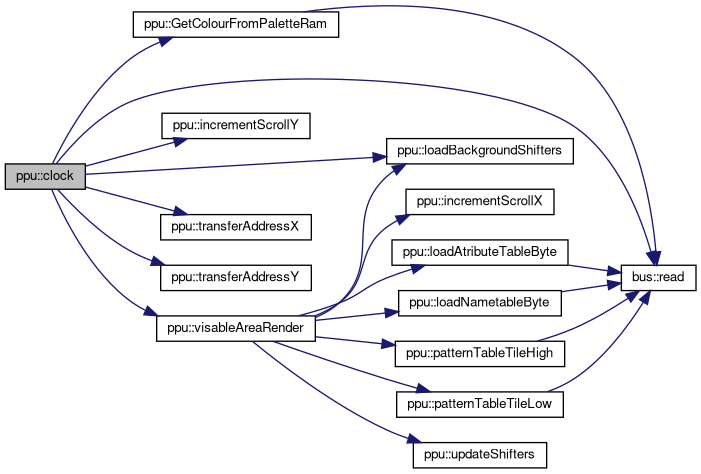 ppu::GetColourFromPaletteRam
ppu::incrementScrollY
ppu::loadBackgroundShifters
ppu::clock
ppu::incrementScrollX
ppu::transferAddressX
ppu::loadAtributeTableByte
ppu::transferAddressY
bus::read
ppu::loadNametableByte
ppu::visableAreaRender
ppu::patternTableTileHigh
ppu::patternTableTileLow
ppu::updateShifters